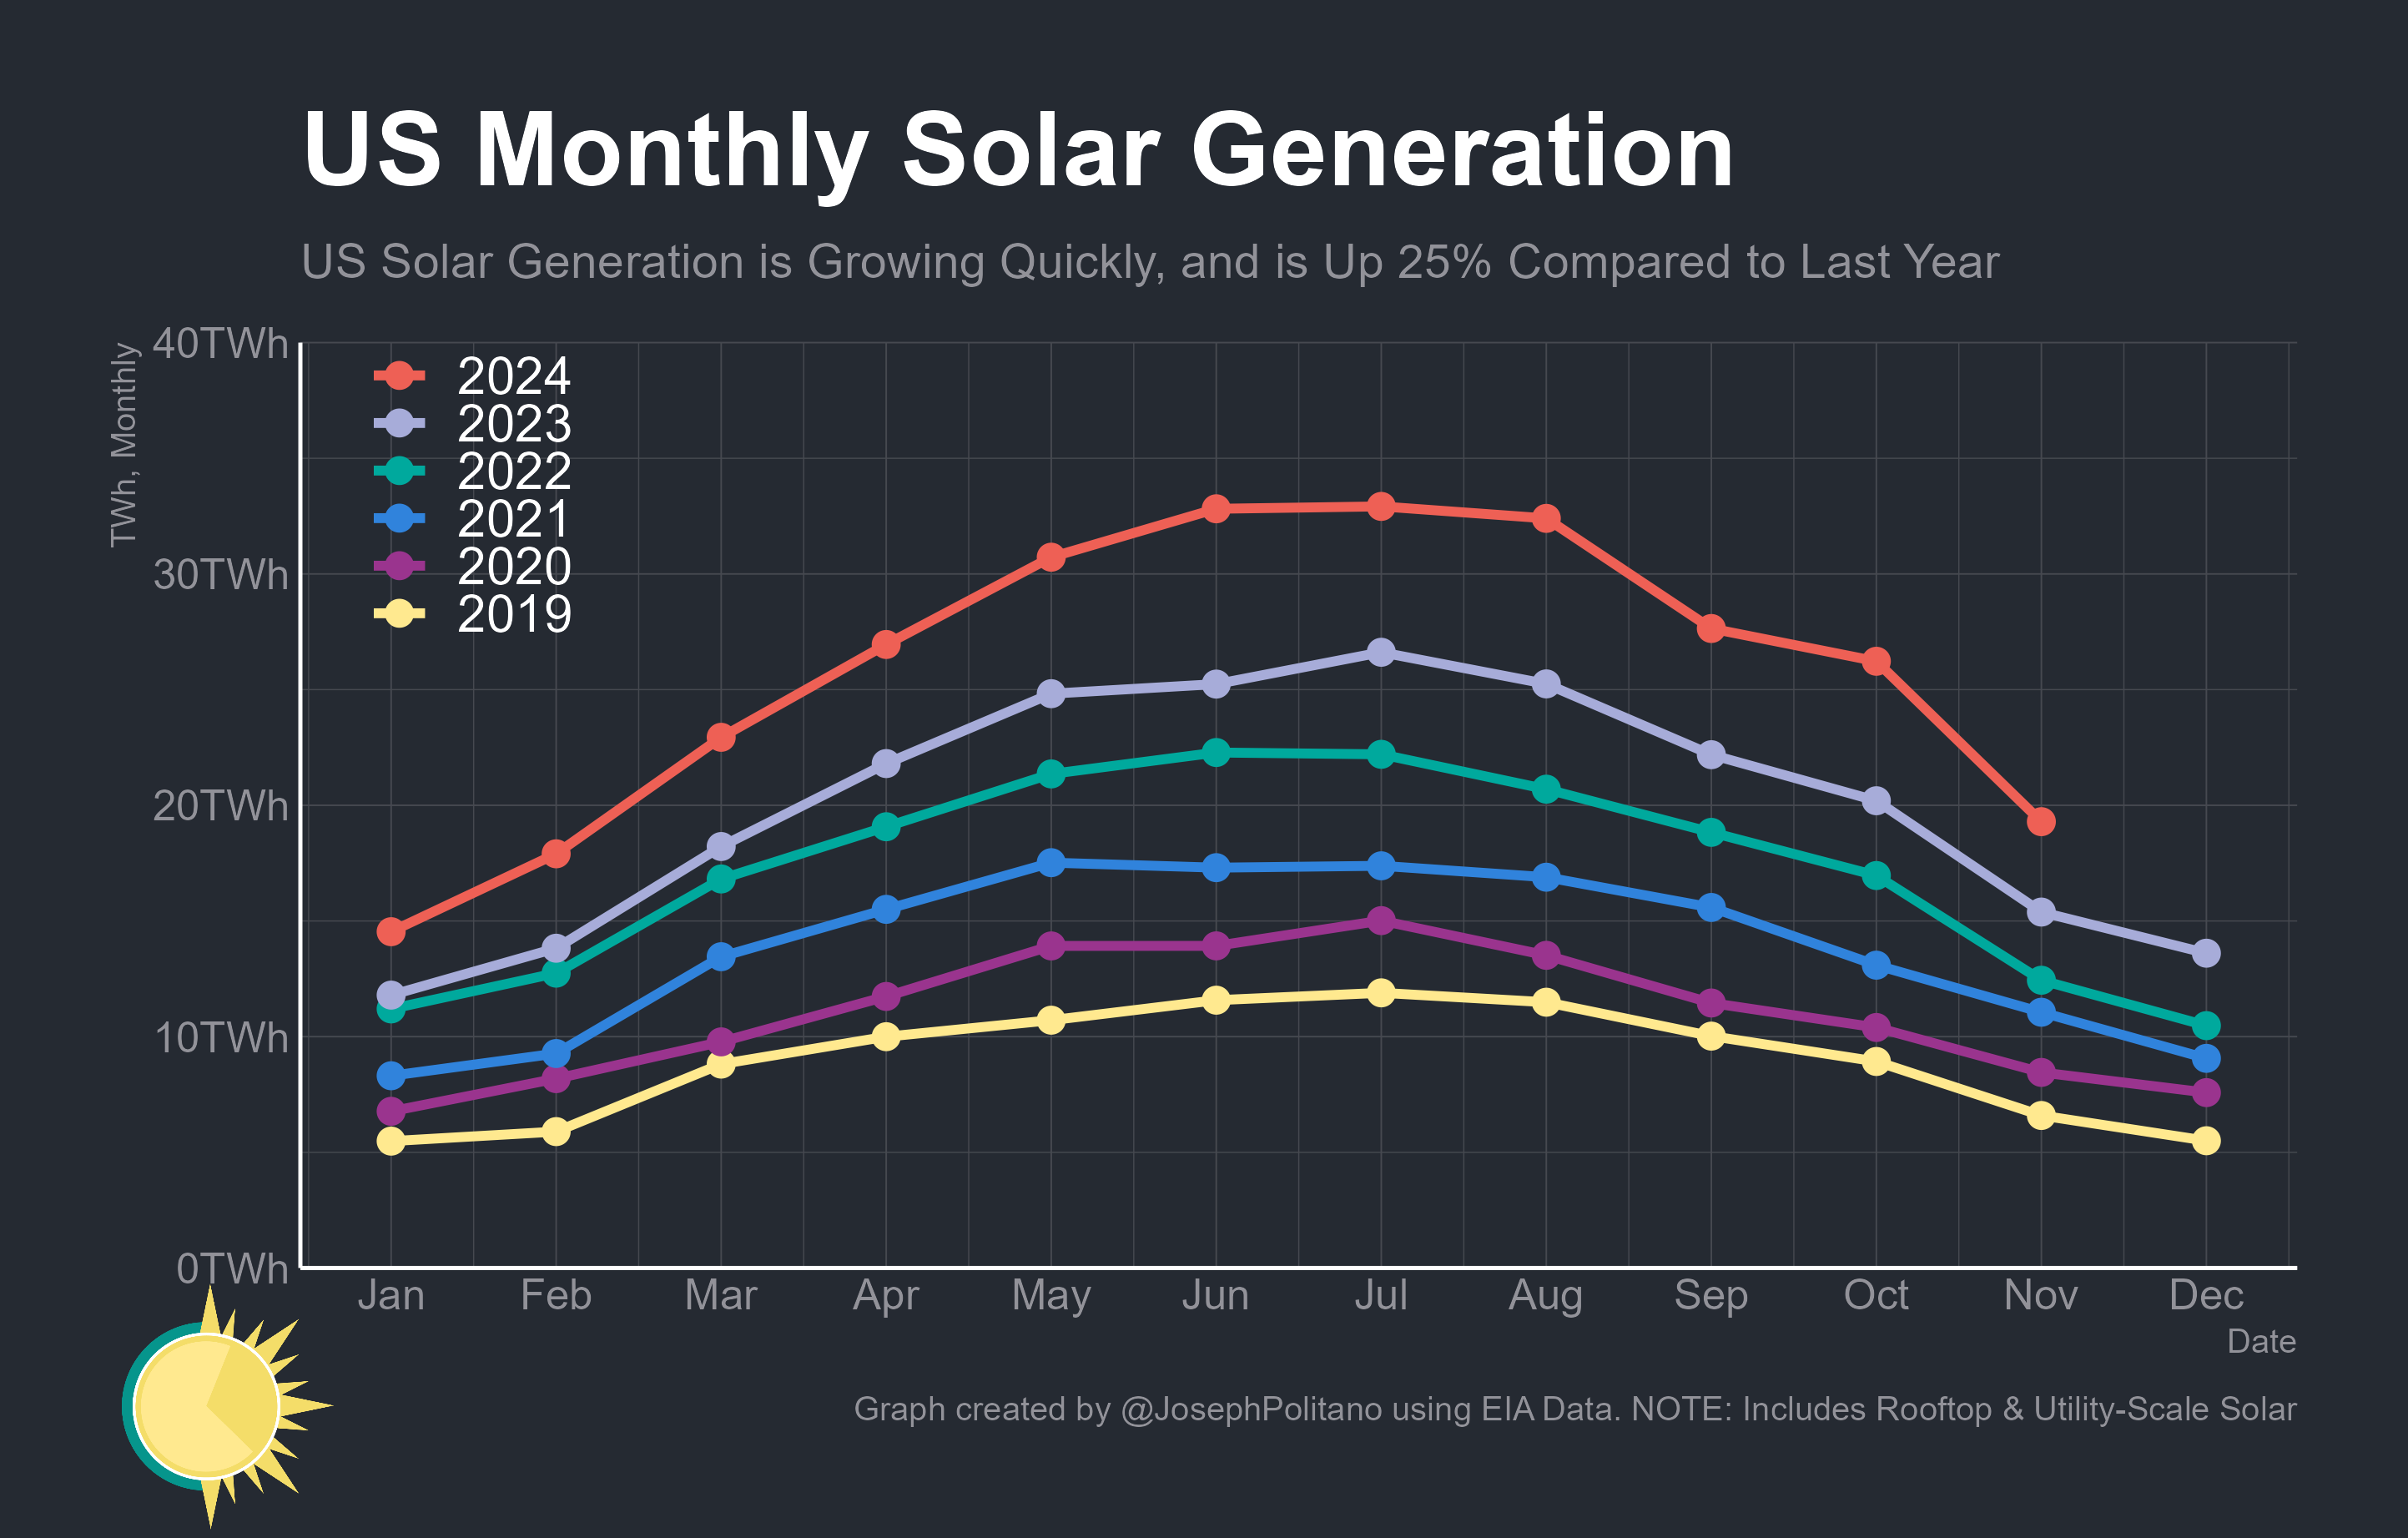 US Monthly Solar Generation
US Solar Generation is Growing Quickly, and is Up 25% Compared to Last Year
TWh, Monthly
40TWh
30TWh
20TWh
10TWh
0TWh
2024
2023
2022
2021
2020
2019
Jan Feb Mar Apr May Jun Jul Aug Sep Oct Nov Dec
Date
Graph created by @JosephPolitano using EIA Data. NOTE: Includes Rooftop & Utility-Scale Solar